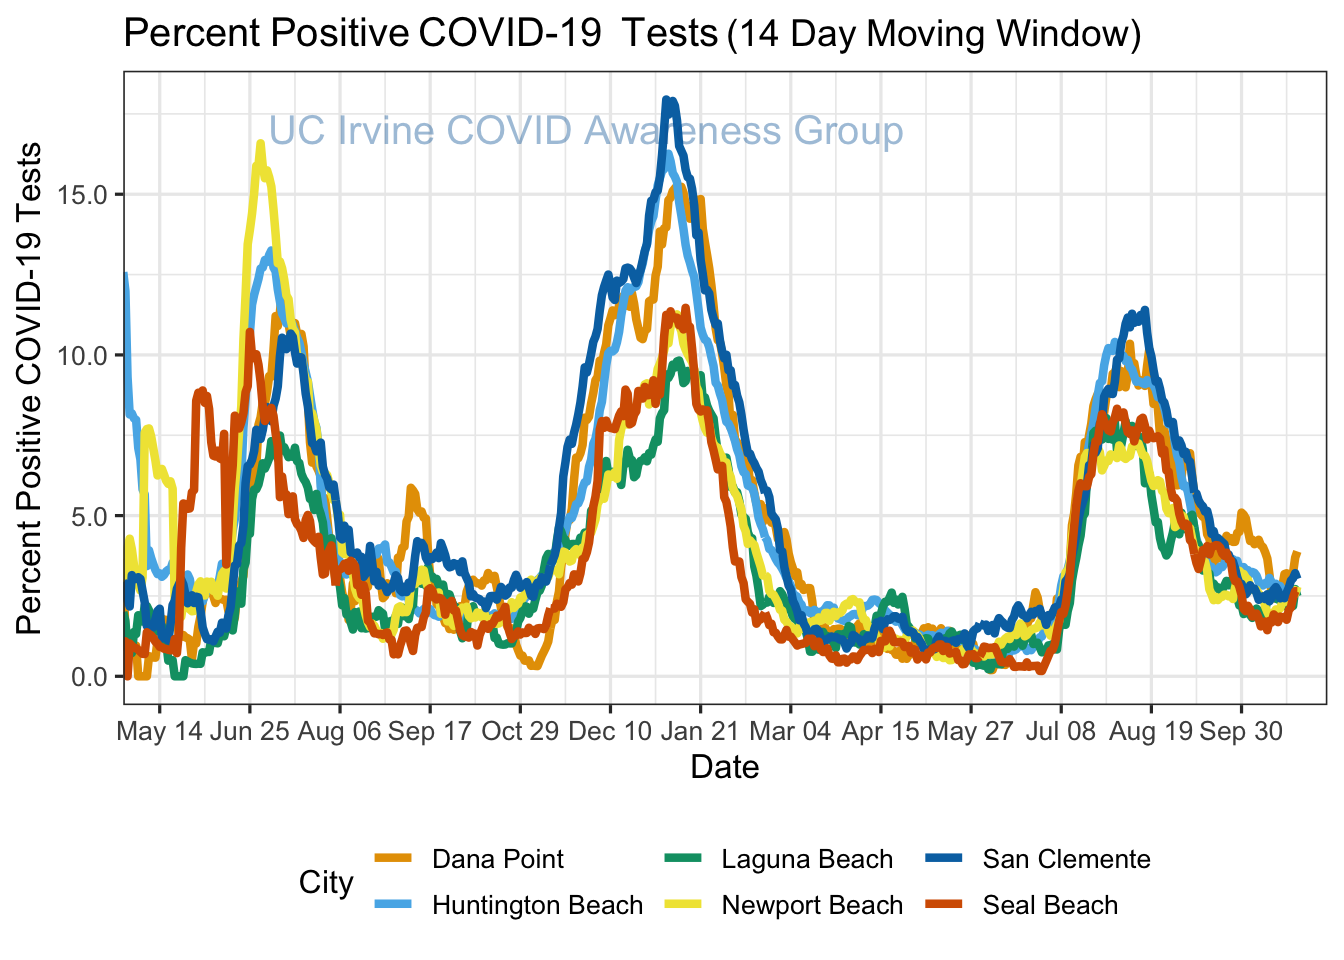 Percent Positive COVID-19 Tests (14 Day Moving Window)
UC Irvine COVID Awareness Group
Percent Positive COVID-19 Tests
15.0
10.0
5.0
0.0
May 14 Jun 25 Aug 06 Sep 17 Oct 29 Dec 10 Jan 21 Mar 04 Apr 15 May 27 Jul 08 Aug 19 Sep 30
Date
City
Dana Point Laguna Beach San Clemente
Huntington Beach Newport Beach Seal Beach